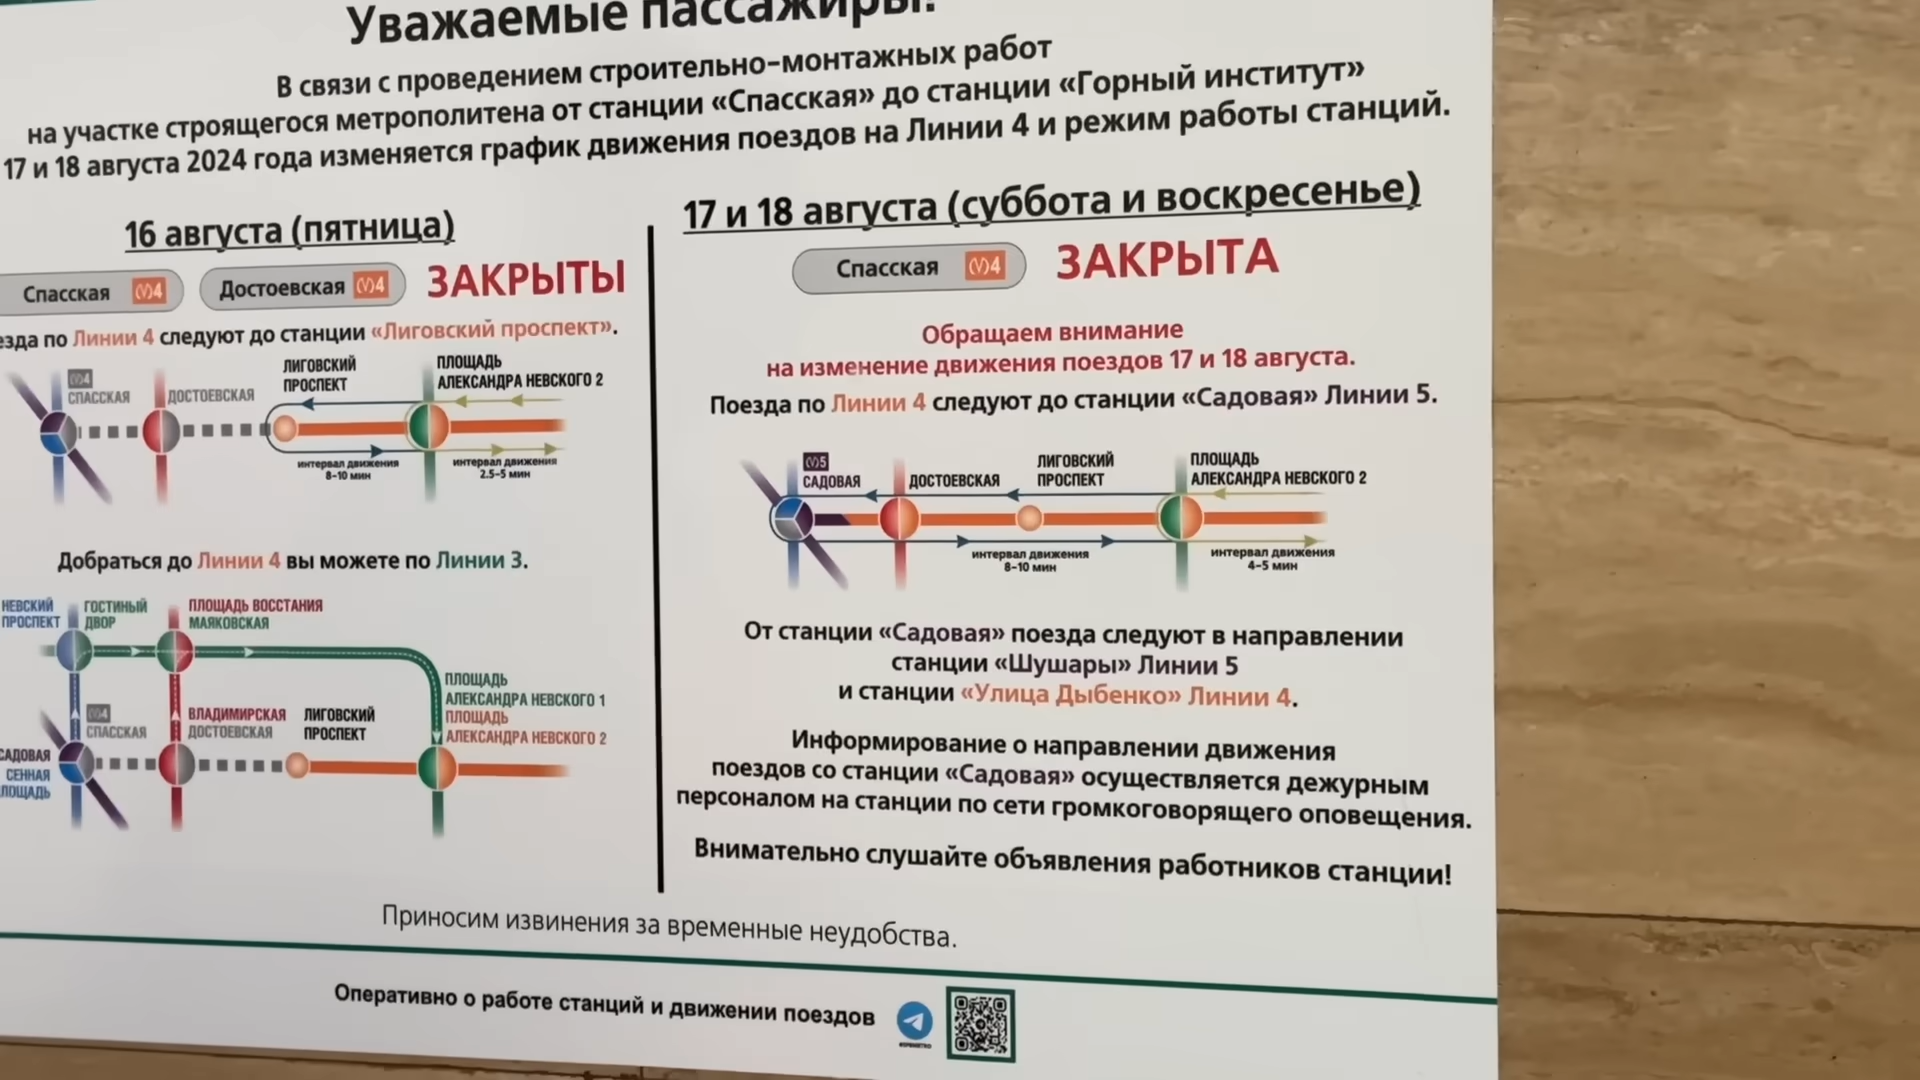 Уважаемые пассажиры!
В связи с проведением строительно-монтажных работ
на участке строящегося метрополитена от станции «Спасская» до станции «Горный институт»
17 и 18 августа 2024 года изменяется график движения поездов на Линии 4 и режим работы станций.
16 августа (пятница)
Спасская 4 Достоевская 4 ЗАКРЫТЫ
езда по Линии 4 следуют до станции «Лиговский проспект».
4
СПАССКАЯ
ДОСТОЕВСКАЯ
ЛИГОВСКИЙ
ПРОСПЕКТ
ПЛОЩАДЬ
АЛЕКСАНДРА НЕВСКОГО 2
интервал движения
8-10 мин
интервал движения
2.5-5 мин
Добраться до Линии 4 вы можете по Линии 3.
НЕВСКИЙ
ПРОСПЕКТ
ГОСТИНЫЙ
ДВОР
ПЛОЩАДЬ ВОССТАНИЯ
МАЯКОВСКАЯ
ПЛОЩАДЬ
АЛЕКСАНДРА НЕВСКОГО 1
ПЛОЩАДЬ
АЛЕКСАНДРА НЕВСКОГО 2
4
СПАССКАЯ
ВЛАДИМИРСКАЯ
ДОСТОЕВСКАЯ
ЛИГОВСКИЙ
ПРОСПЕКТ
САДОВАЯ
СЕННАЯ
ЛОЩАДЬ
17 и 18 августа (суббота и воскресенье)
Спасская 4 ЗАКРЫТА
Обращаем внимание
на изменение движения поездов 17 и 18 августа.
Поезда по Линии 4 следуют до станции «Садовая» Линии 5.
5
САДОВАЯ
ДОСТОЕВСКАЯ
ЛИГОВСКИЙ
ПРОСПЕКТ
ПЛОЩАДЬ
АЛЕКСАНДРА НЕВСКОГО 2
интервал движения
8-10 мин
интервал движения
4-5 мин
От станции «Садовая» поезда следуют в направлении
станции «Шушары» Линии 5
и станции «Улица Дыбенко» Линии 4.
Информирование о направлении движения
поездов со станции «Садовая» осуществляется дежурным
персоналом на станции по сети громкоговорящего оповещения.
Внимательно слушайте объявления работников станции!
Приносим извинения за временные неудобства.
Оперативно о работе станций и движении поездов